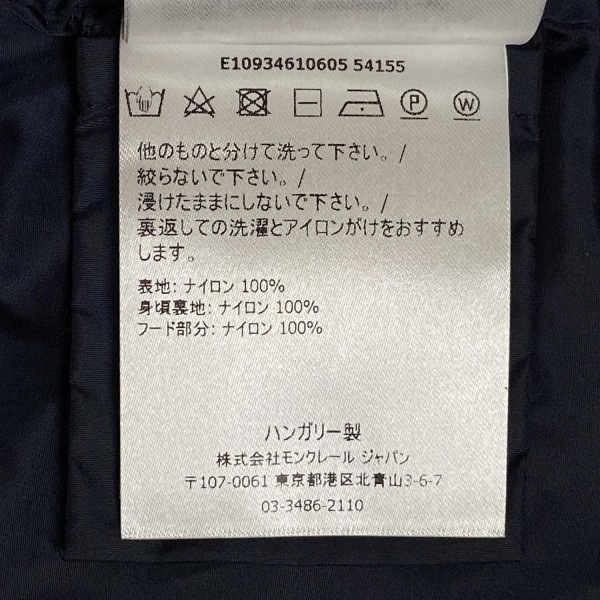 E10934610605 54155
P W
他のものと分けて洗って下さい。/
絞らないで下さい。/
浸けたままにしないで下さい。/
裏返しての洗濯とアイロンがけをおすすめ
します。
表地: ナイロン 100%
身頃裏地: ナイロン 100%
フード部分: ナイロン 100%
ハンガリー製
株式会社モンクレール ジャパン
〒107-0061 東京都港区北青山3-6-7
03-3486-2110